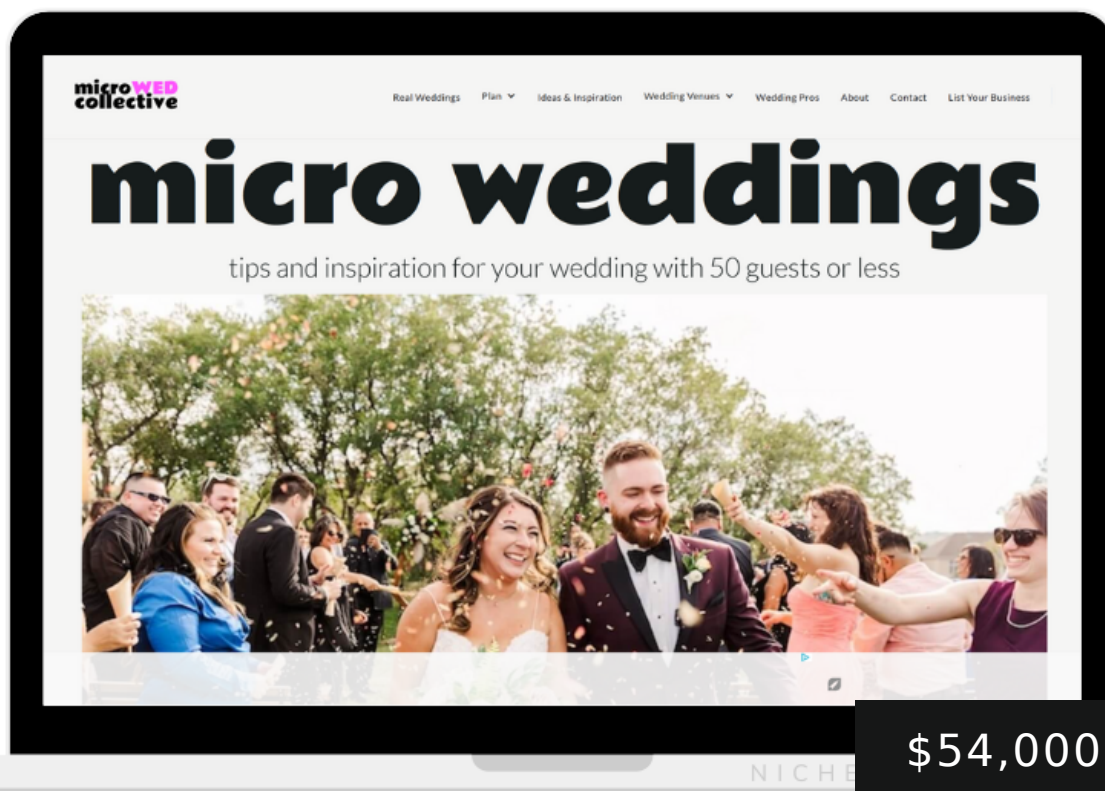 microWED
collective
Real Weddings Plan Ideas & Inspiration Wedding Venues Wedding Pros About Contact List Your Business
micro weddings
tips and inspiration for your wedding with 50 guests or less
NICHE
$54,000